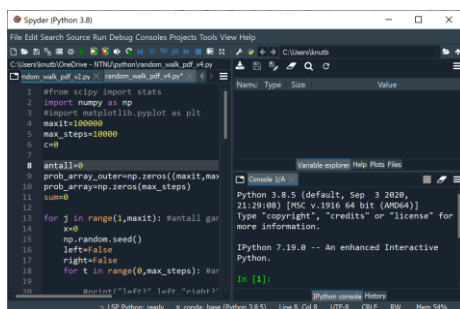 Spyder (Python 3.8)
File Edit Search Source Run Debug Consoles Projects Tools View Help
C:\Users\knutb
C:\Users\knutb\OneDrive - NTNU\python\random_walk_pdf_v4.py
ndom_walk_pdf_v2.py
random_walk_pdf_v4.py*
1 #from scipy import stats
2 import numpy as np
3 #import matplotlib.pyplot as plt
4 maxit=100000
5 max_steps=10000
6 c=0
7
8 antall=0
9 prob_array_outer=np.zeros((maxit,max
10 prob_array=np.zeros(max_steps)
11 sum=0
12
13 for j in range(1,maxit): #antall gan
14 x=0
15 np.random.seed()
16 left=False
17 right=False
18 for t in range(0,max_steps): #an
19
20 #print("left?",left,"right?"
Name Type Size Value
Variable explorer Help Plots Files
Console 1/A
Python 3.8.5 (default, Sep 3 2020,
21:29:08) [MSC v.1916 64 bit (AMD64)]
Type "copyright", "credits" or "license" for
more information.
IPython 7.19.0 -- An enhanced Interactive
Python.
In [1]:
IPython console History
LSP Python: ready conda: base (Python 3.8.5) Line 8, Col 8 UTF-8 CRLF RW Mem 54%